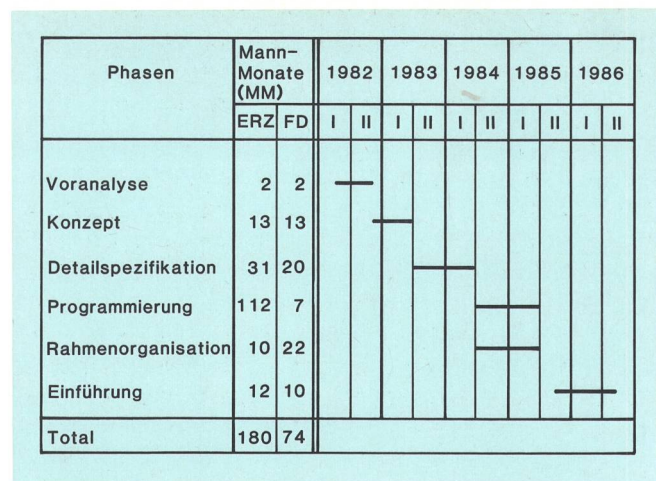 Phasen Mann-Monate (MM) 1982 1983 1984 1985 1986
ERZ FD I II I II I II I II I II
Voranalyse 2 2
Konzept 13 13
Detailspezifikation 31 20
Programmierung 112 7
Rahmenorganisation 10 22
Einführung 12 10
Total 180 74